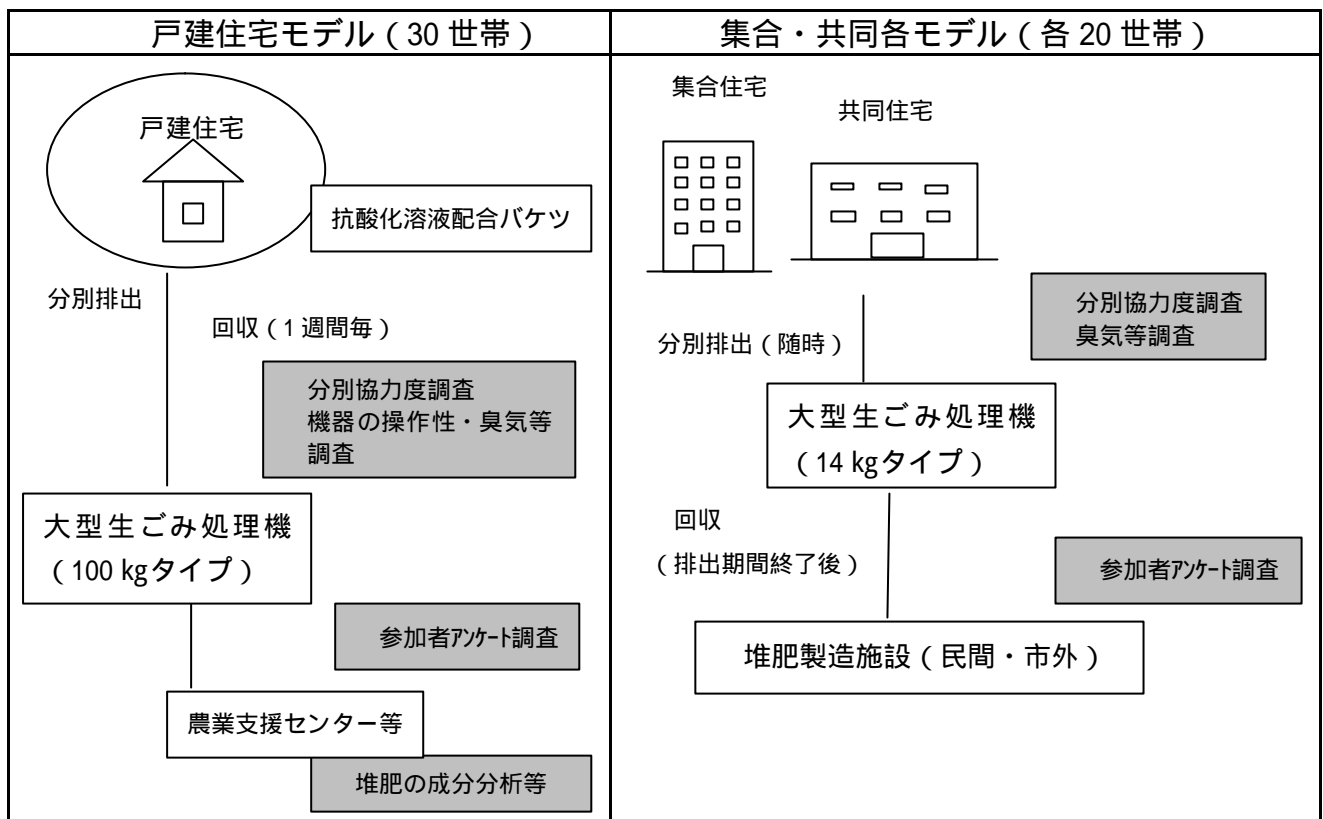 戸建住宅モデル（30 世帯）
戸建住宅
抗酸化溶液配合バケツ
分別排出
回収（1 週間毎）
分別協力度調査
機器の操作性・臭気等
調査
大型生ごみ処理機
（100 kgタイプ）
参加者ｱﾝｹｰﾄ調査
農業支援センター等
堆肥の成分分析等
集合・共同各モデル（各 20 世帯）
集合住宅
共同住宅
分別協力度調査
臭気等調査
分別排出（随時）
大型生ごみ処理機
（14 kgタイプ）
回収
（排出期間終了後）
参加者ｱﾝｹｰﾄ調査
堆肥製造施設（民間・市外）